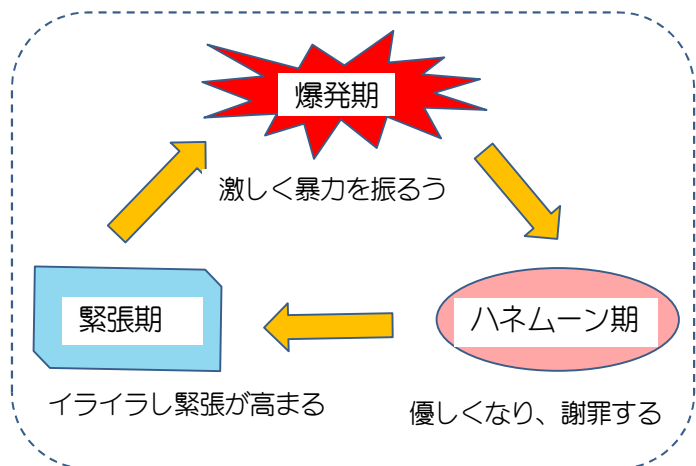 爆発期
激しく暴力を振るう
緊張期
ハネムーン期
イライラし緊張が高まる
優しくなり、謝罪する